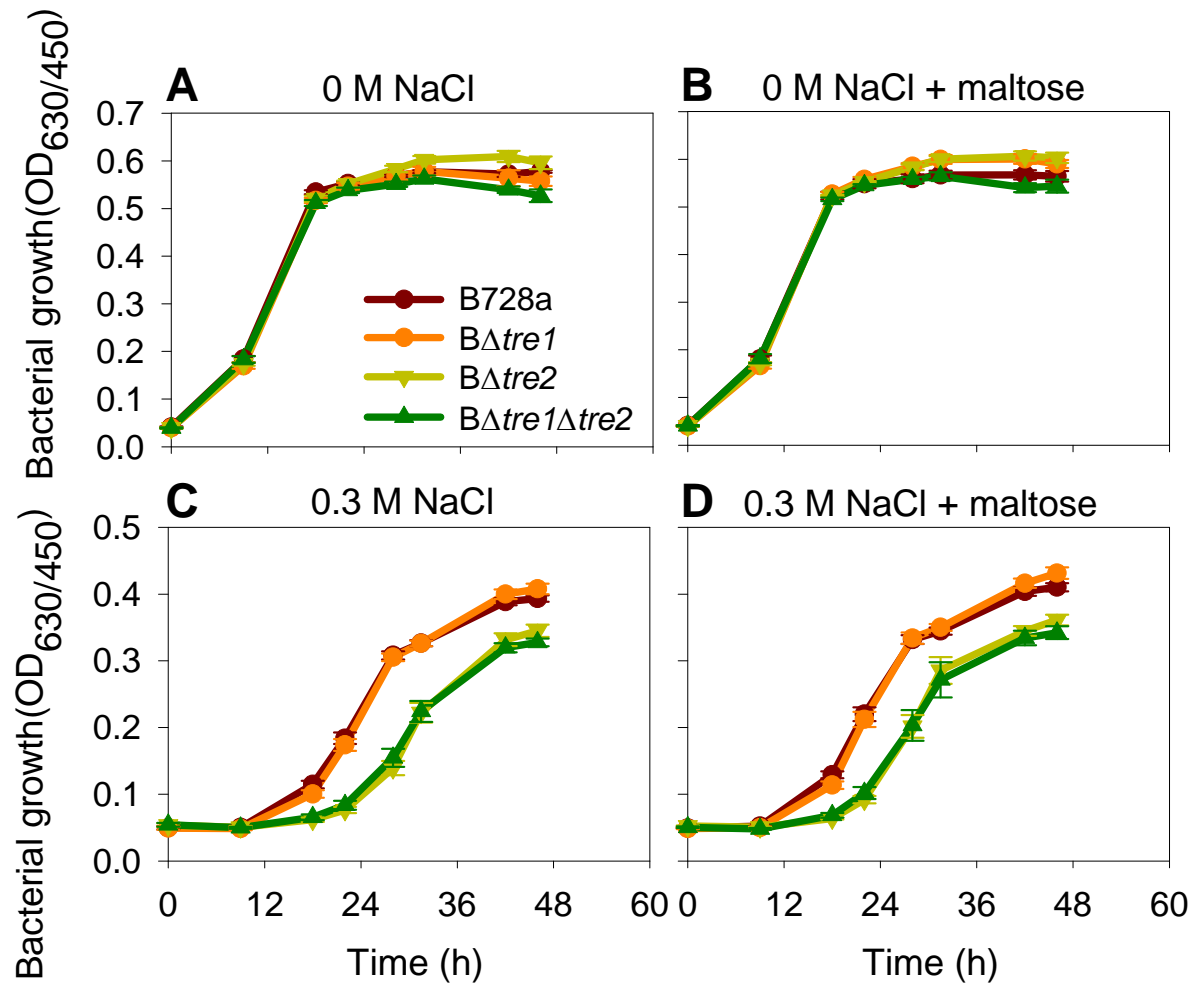 A 0 M NaCl
B 0 M NaCl + maltose
Bacterial growth(OD630/450)
0.7
0.6
0.5
0.4
0.3
0.2
0.1
0.0
B728a
BΔtre1
BΔtre2
BΔtre1Δtre2
C 0.3 M NaCl
D 0.3 M NaCl + maltose
Bacterial growth(OD630/450)
0.5
0.4
0.3
0.2
0.1
0.0
0 12 24 36 48 60
0 12 24 36 48 60
Time (h)
Time (h)